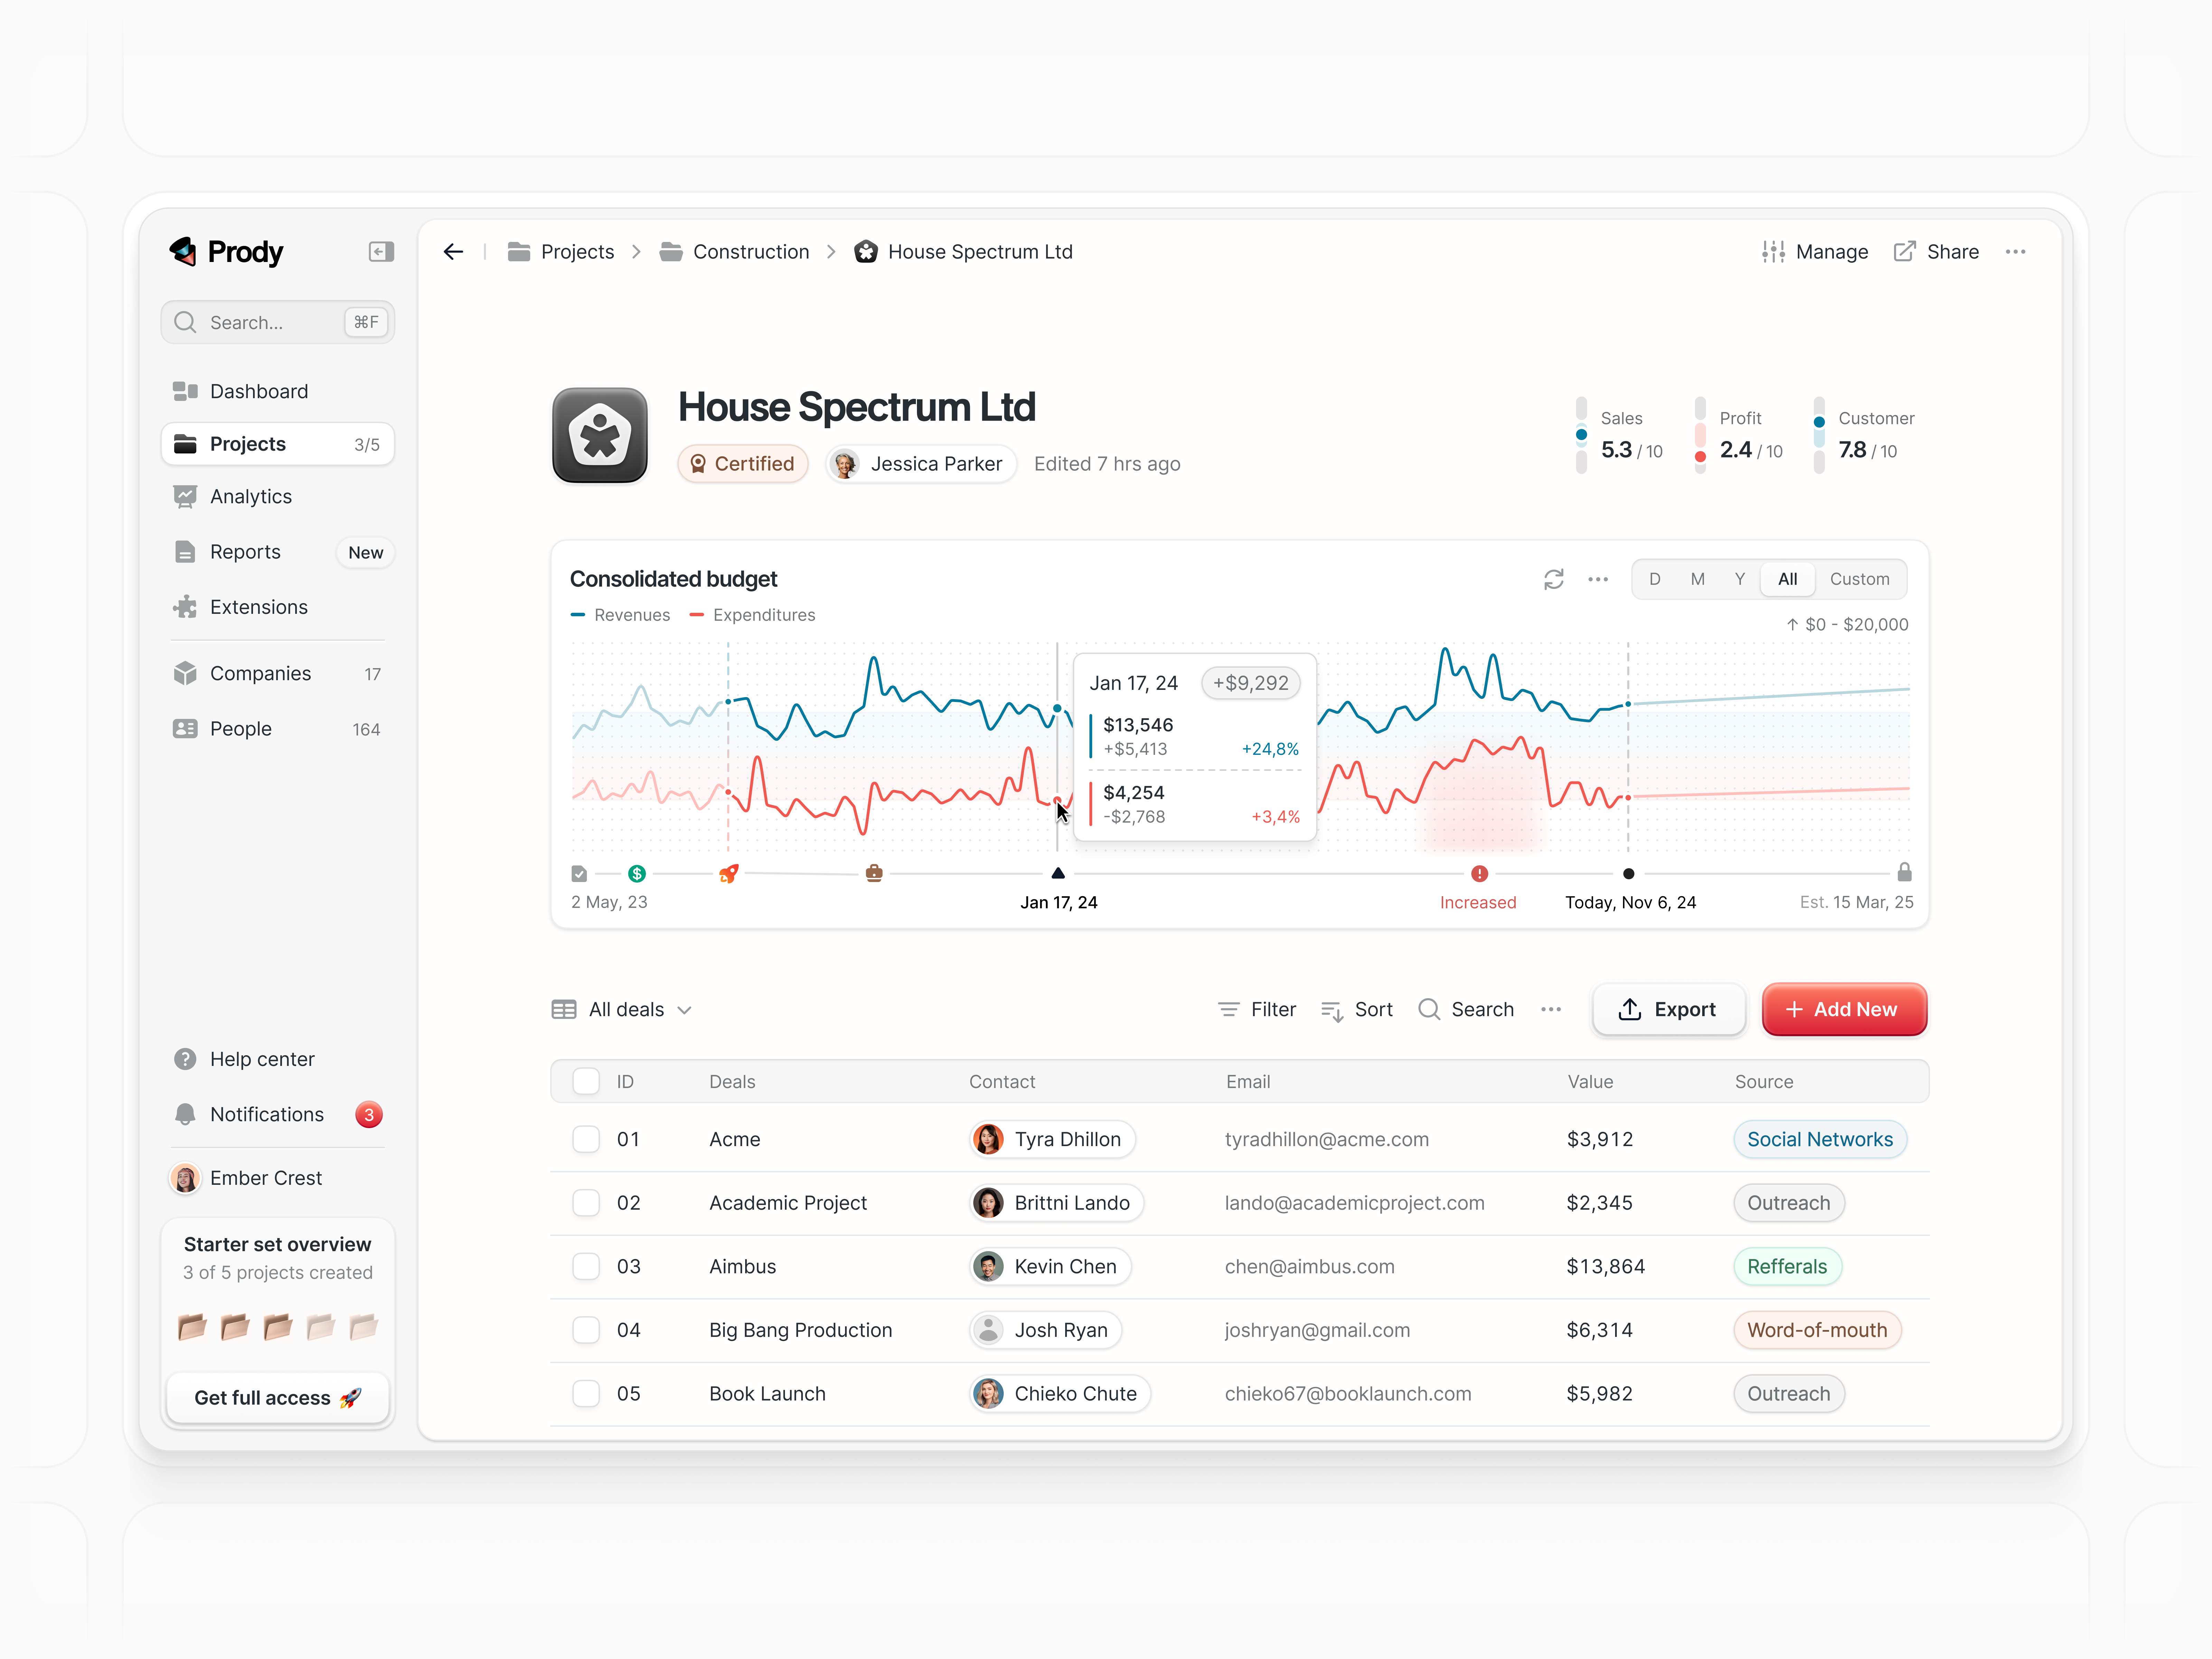 Prody
Search...
⌘F
Dashboard
Projects
3/5
Analytics
Reports
New
Extensions
Companies
17
People
164
Help center
Notifications
3
Ember Crest
Starter set overview
3 of 5 projects created
Get full access
Projects
Construction
House Spectrum Ltd
Manage
Share
House Spectrum Ltd
Certified
Jessica Parker
Edited 7 hrs ago
Sales
5.3 / 10
Profit
2.4 / 10
Customer
7.8 / 10
Consolidated budget
D M Y All Custom
Revenues
Expenditures
↑ $0 - $20,000
Jan 17, 24
+$9,292
$13,546
+$5,413
+24,8%
$4,254
-$2,768
+3,4%
2 May, 23
Jan 17, 24
Increased
Today, Nov 6, 24
Est. 15 Mar, 25
All deals
Filter
Sort
Search
Export
+ Add New
ID Deals Contact Email Value Source
01 Acme Tyra Dhillon tyradhillon@acme.com $3,912 Social Networks
02 Academic Project Brittni Lando lando@academicproject.com $2,345 Outreach
03 Aimbus Kevin Chen chen@aimbus.com $13,864 Refferals
04 Big Bang Production Josh Ryan joshryan@gmail.com $6,314 Word-of-mouth
05 Book Launch Chieko Chute chieko67@booklaunch.com $5,982 Outreach